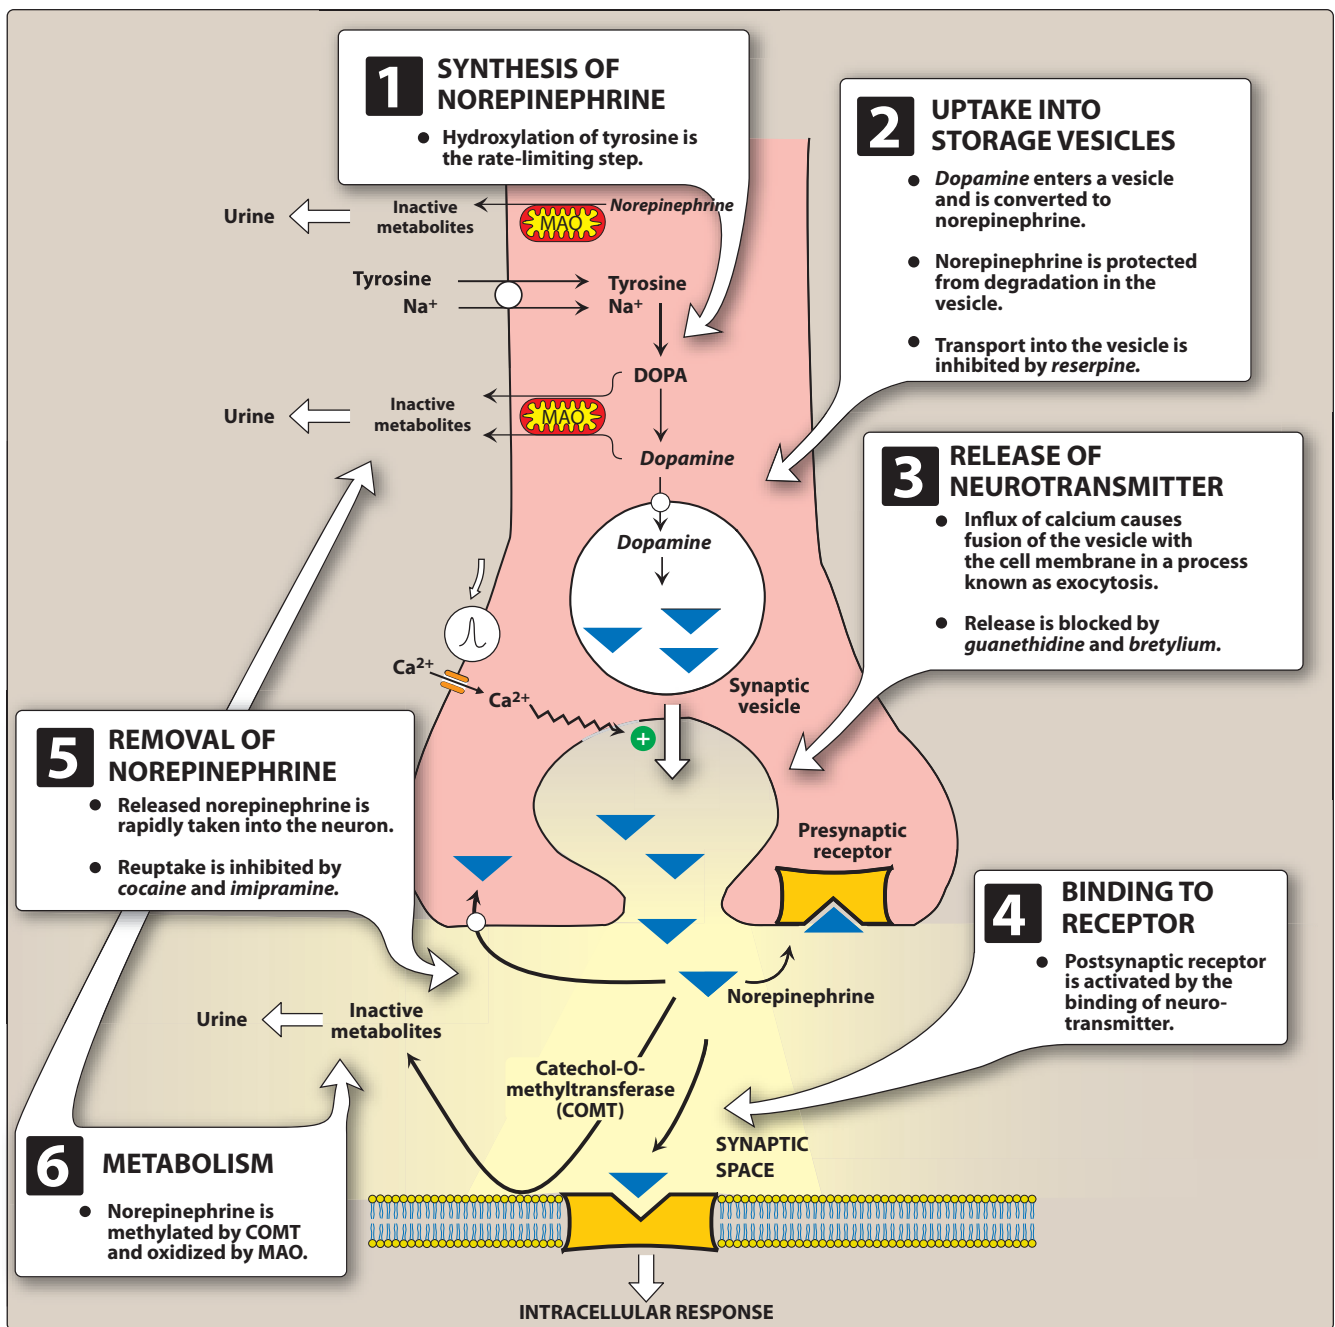 1
SYNTHESIS OF
NOREPINEPHRINE
• Hydroxylation of tyrosine is
the rate-limiting step.
2
UPTAKE INTO
STORAGE VESICLES
• Dopamine enters a vesicle
and is converted to
norepinephrine.
• Norepinephrine is protected
from degradation in the
vesicle.
• Transport into the vesicle is
inhibited by reserpine.
Urine
Inactive
metabolites
MAO
Norepinephrine
Tyrosine
Na+
Tyrosine
Na+
DOPA
Urine
Inactive
metabolites
MAO
Dopamine
3
RELEASE OF
NEUROTRANSMITTER
• Influx of calcium causes
fusion of the vesicle with
the cell membrane in a process
known as exocytosis.
• Release is blocked by
guanethidine and bretylium.
Dopamine
Ca2+
Ca2+
Synaptic
vesicle
+
5
REMOVAL OF
NOREPINEPHRINE
• Released norepinephrine is
rapidly taken into the neuron.
• Reuptake is inhibited by
cocaine and imipramine.
Presynaptic
receptor
4
BINDING TO
RECEPTOR
• Postsynaptic receptor
is activated by the
binding of neuro-
transmitter.
Norepinephrine
Urine
Inactive
metabolites
Catechol-O-
methyltransferase
(COMT)
SYNAPTIC
SPACE
6
METABOLISM
• Norepinephrine is
methylated by COMT
and oxidized by MAO.
INTRACELLULAR RESPONSE